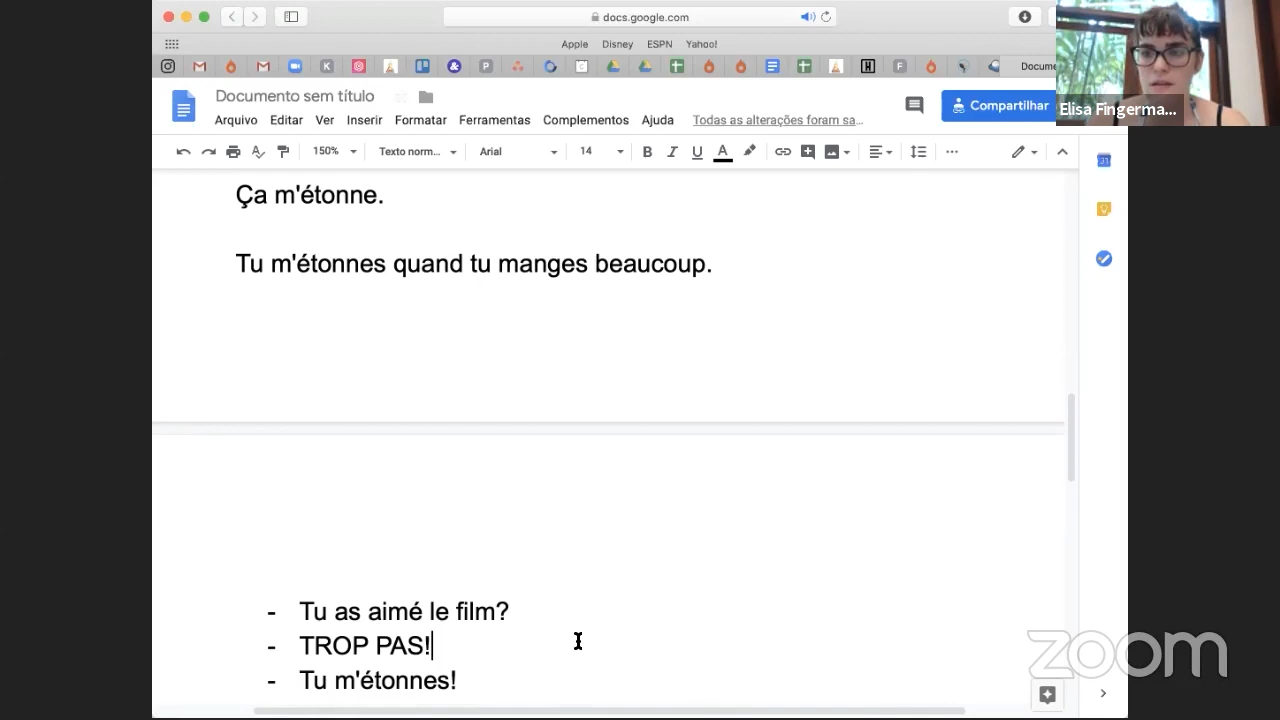 docs.google.com
Apple Disney ESPN Yahoo!
Docume
Documento sem título
Compartilhar
Elisa Fingerma...
Arquivo Editar Ver Inserir Formatar Ferramentas Complementos Ajuda Todas as alterações foram sa...
150% Texto norm... Arial 14 B I U A
Ça m'étonne.
Tu m'étonnes quand tu manges beaucoup.
- Tu as aimé le film?
- TROP PAS!
- Tu m'étonnes!
zoom